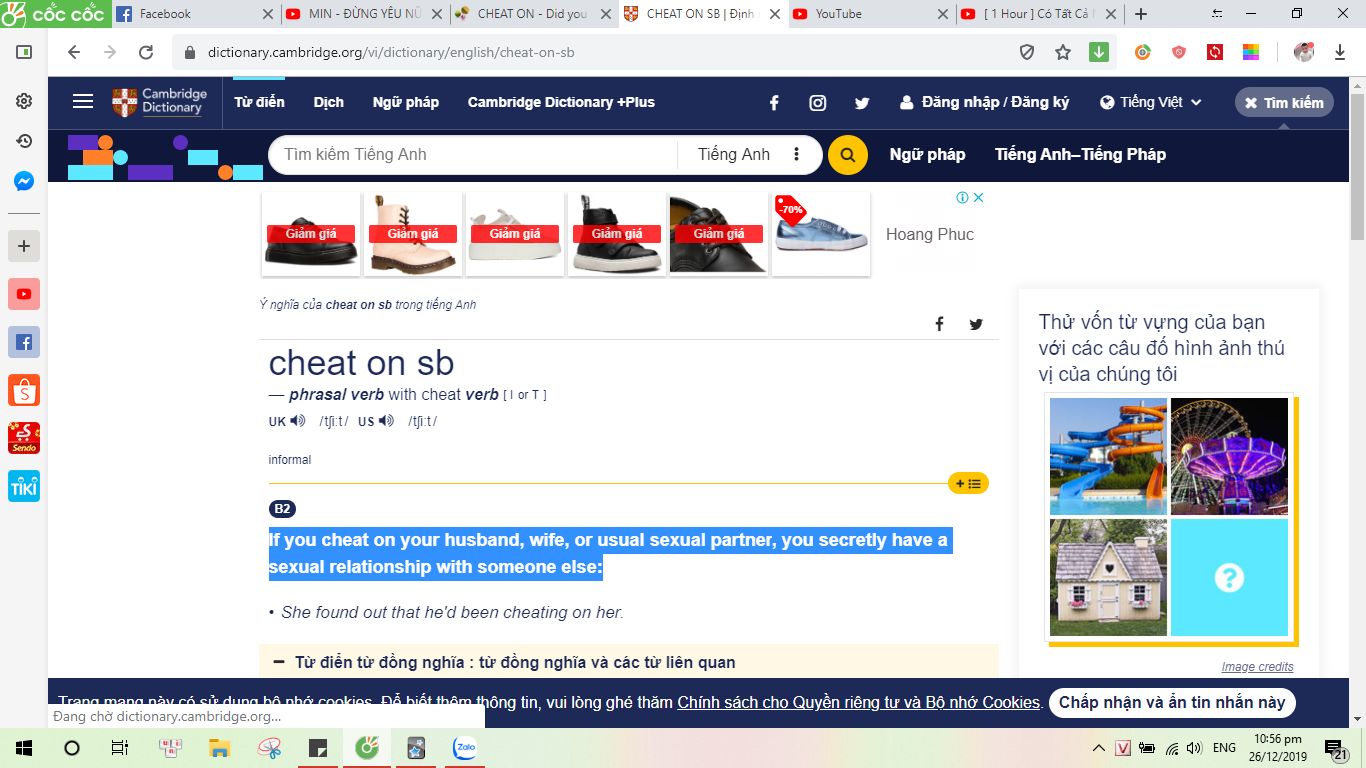 cốc cốc
Facebook
MIN - ĐỪNG YÊU NỮ
CHEAT ON - Did you
CHEAT ON SB | Định
YouTube
[ 1 Hour ] Có Tất Cả
dictionary.cambridge.org/vi/dictionary/english/cheat-on-sb
Cambridge
Dictionary
Từ điển
Dịch
Ngữ pháp
Cambridge Dictionary +Plus
Đăng nhập / Đăng ký
Tiếng Việt
Tìm kiếm
Tìm kiếm Tiếng Anh
Tiếng Anh
Ngữ pháp
Tiếng Anh–Tiếng Pháp
Giảm giá
Giảm giá
Giảm giá
Giảm giá
Giảm giá
-70%
Hoang Phuc
Ý nghĩa của cheat on sb trong tiếng Anh
cheat on sb
— phrasal verb with cheat verb [ I or T ]
UK /tʃiːt/ US /tʃiːt/
informal
B2
If you cheat on your husband, wife, or usual sexual partner, you secretly have a
sexual relationship with someone else:
• She found out that he'd been cheating on her.
Từ điển từ đồng nghĩa : từ đồng nghĩa và các từ liên quan
Thử vốn từ vựng của bạn
với các câu đố hình ảnh thú
vị của chúng tôi
?
Image credits
Trang mạng này có sử dụng bộ nhớ cookies. Để biết thêm thông tin, vui lòng ghé thăm Chính sách cho Quyền riêng tư và Bộ nhớ Cookies.
Chấp nhận và ẩn tin nhắn này
Đang chờ dictionary.cambridge.org...
Sendo
TIKI
Zalo
ENG
10:56 pm
26/12/2019
21